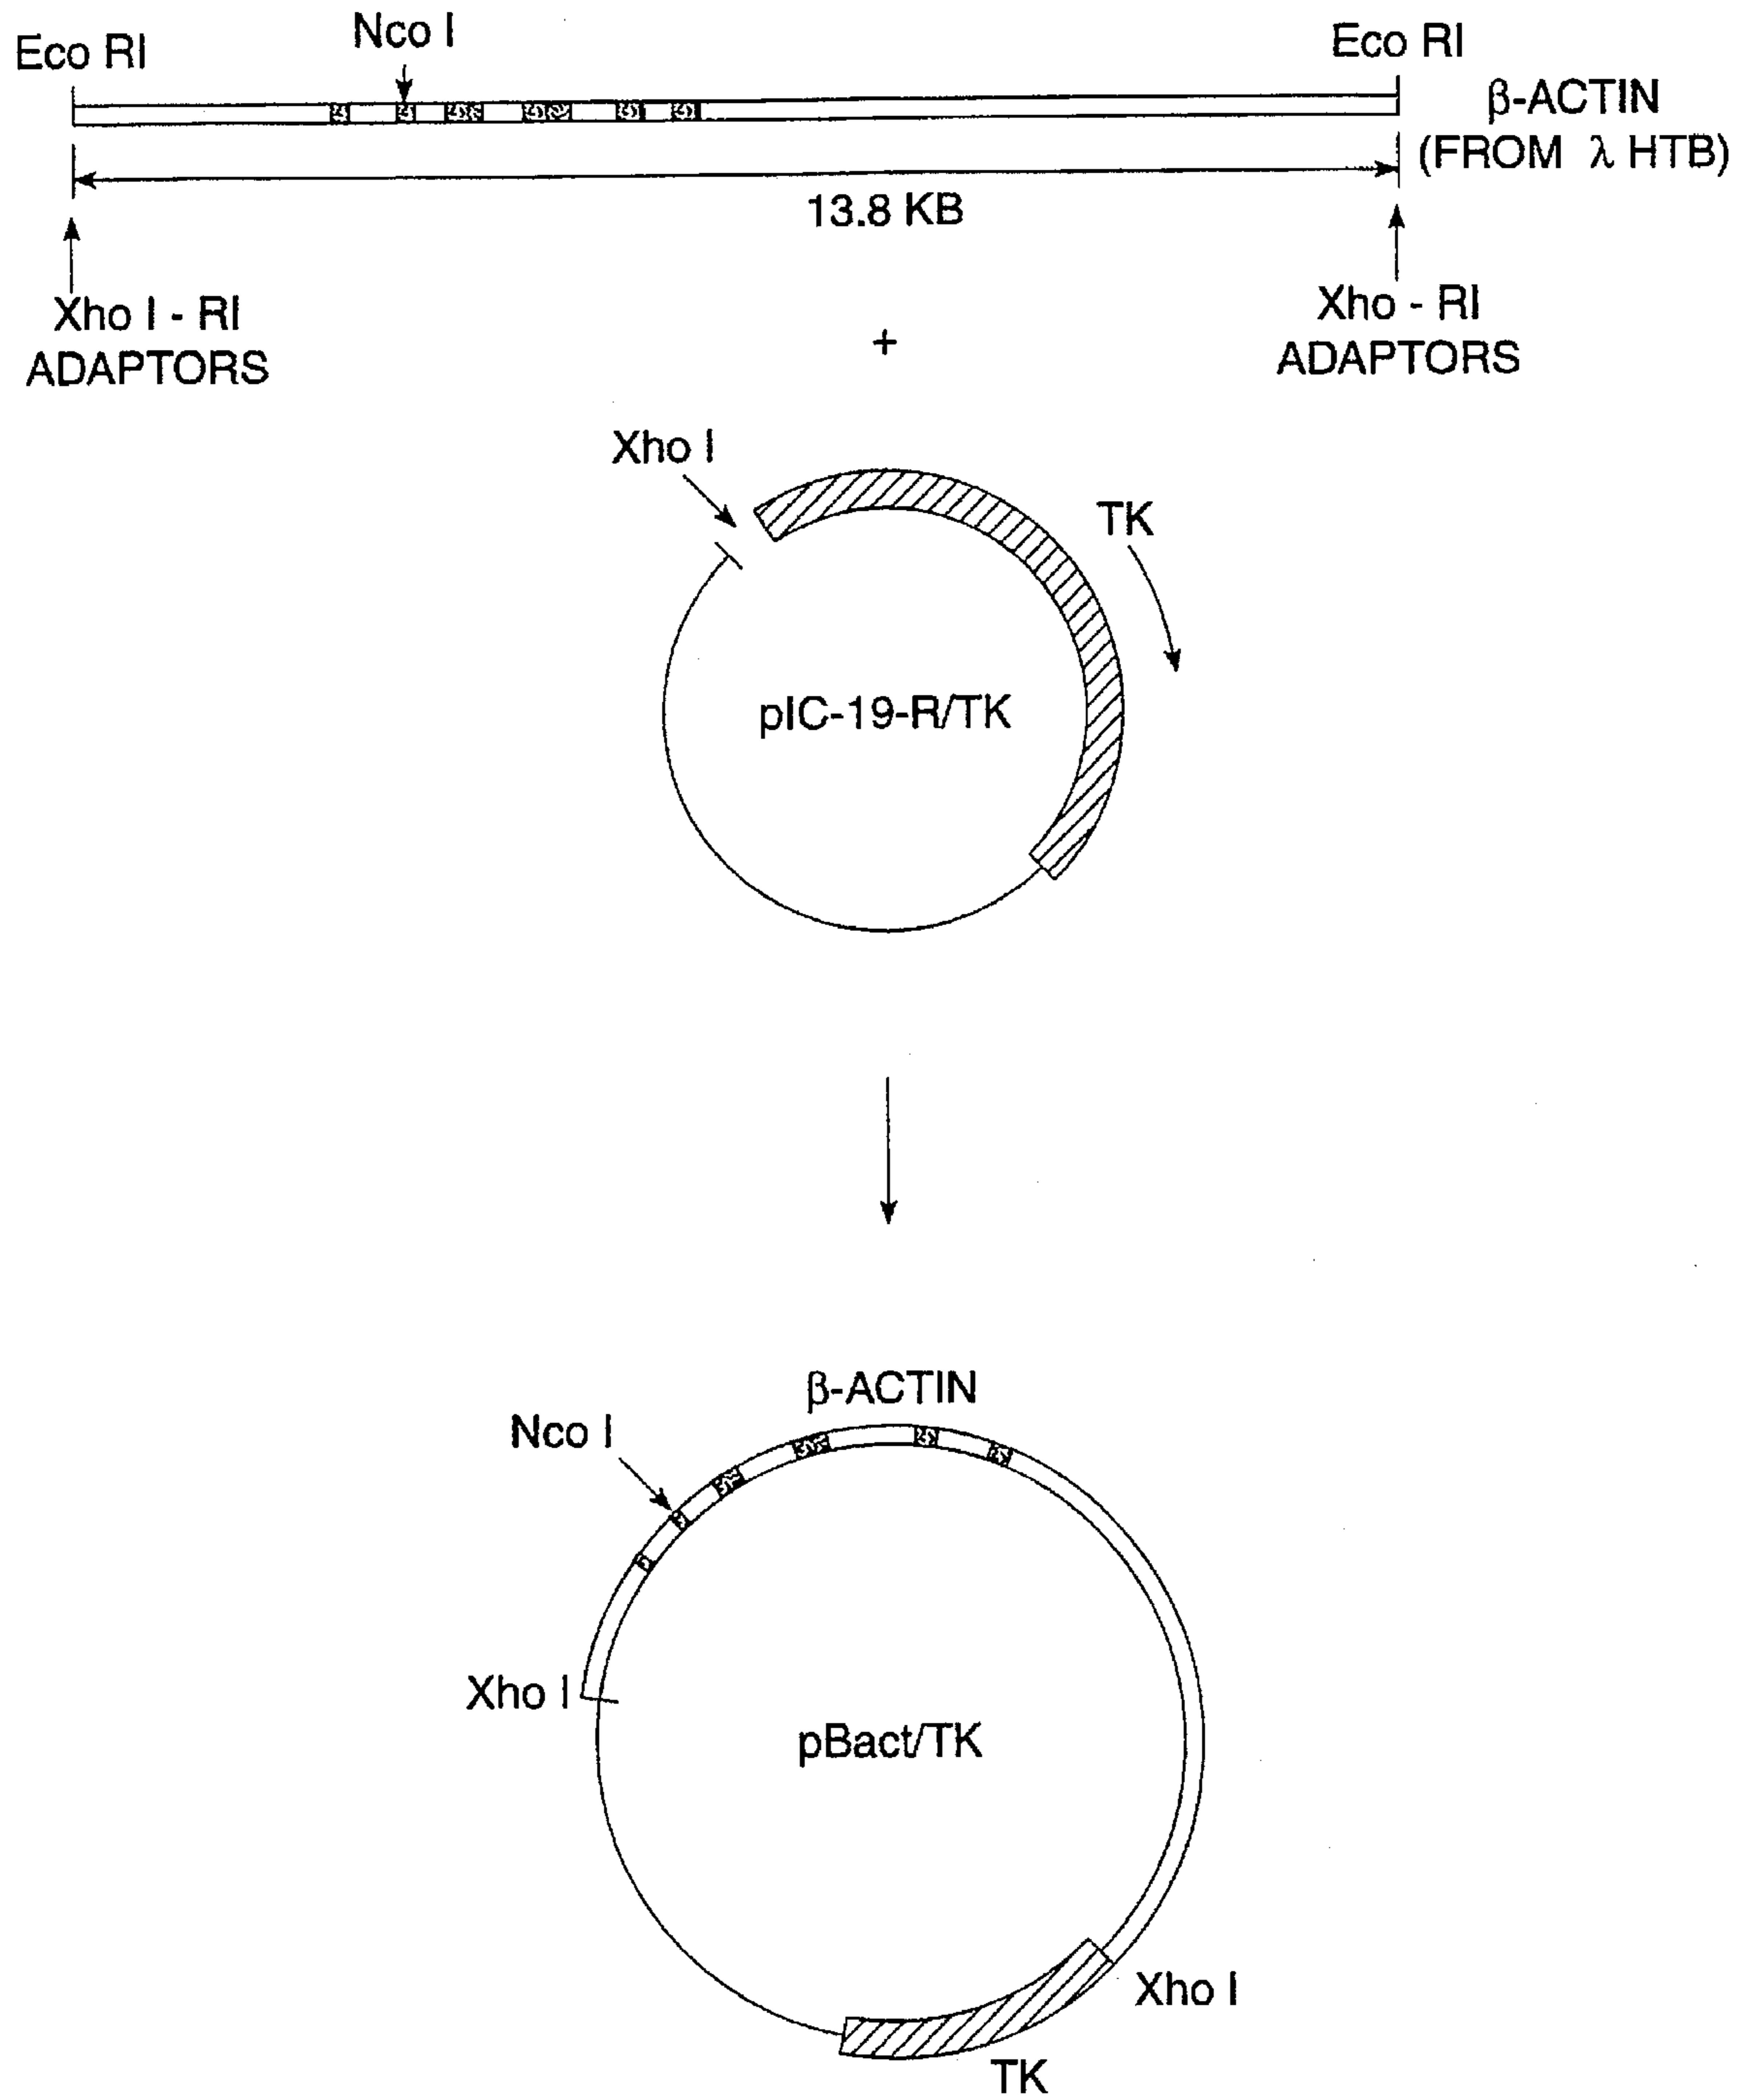 Eco RI
Nco I
Eco RI
β-ACTIN
(FROM λ HTB)
13.8 KB
Xho I - RI
ADAPTORS
Xho - RI
ADAPTORS
+
Xho I
TK
pIC-19-R/TK
β-ACTIN
Nco I
Xho I
pBact/TK
Xho I
TK